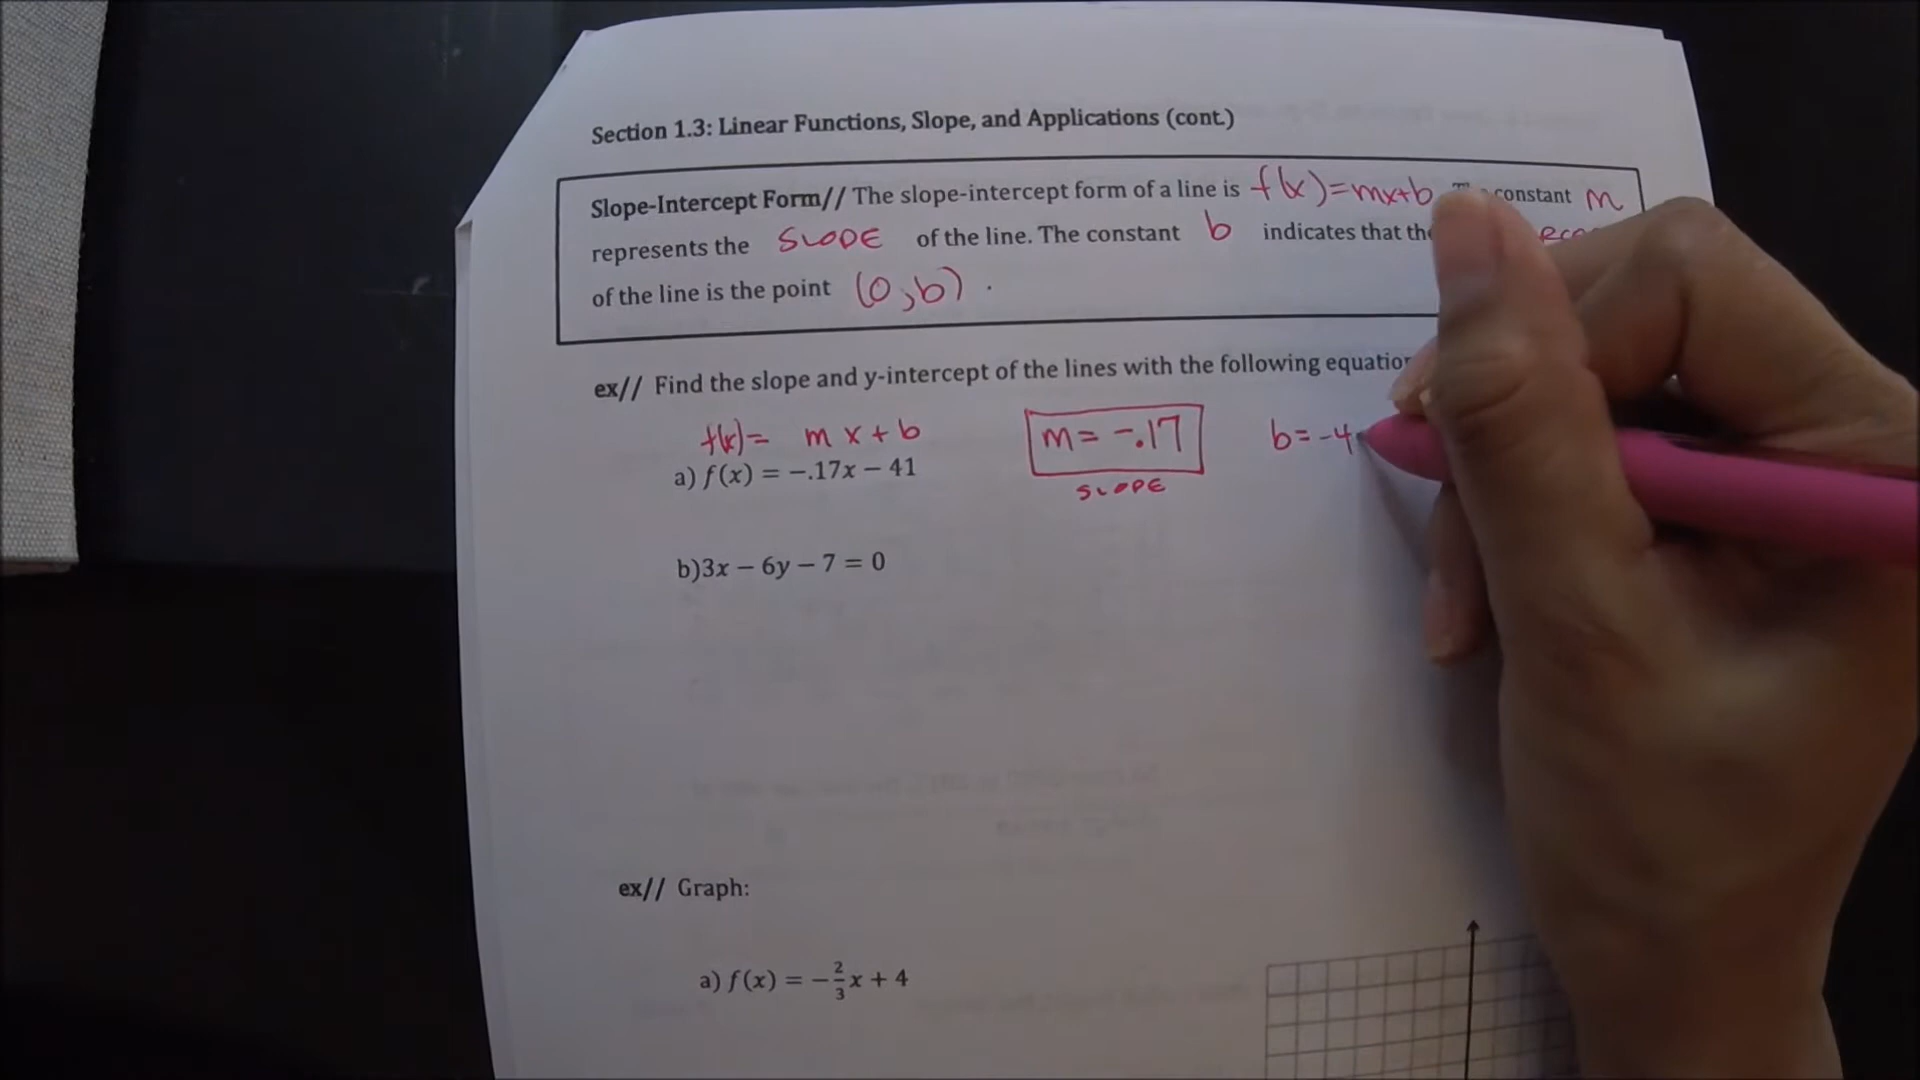 Section 1.3: Linear Functions, Slope, and Applications (cont.)
Slope-Intercept Form// The slope-intercept form of a line is f(x)=mx+b constant m
represents the SLOPE of the line. The constant b indicates that the
of the line is the point (0,b).
ex// Find the slope and y-intercept of the lines with the following
f(x)= mx+b m=-.17 b=-4
a) f(x) = −.17x − 41
SLOPE
b)3x − 6y − 7 = 0
ex// Graph:
a) f(x) = −2/3x + 4